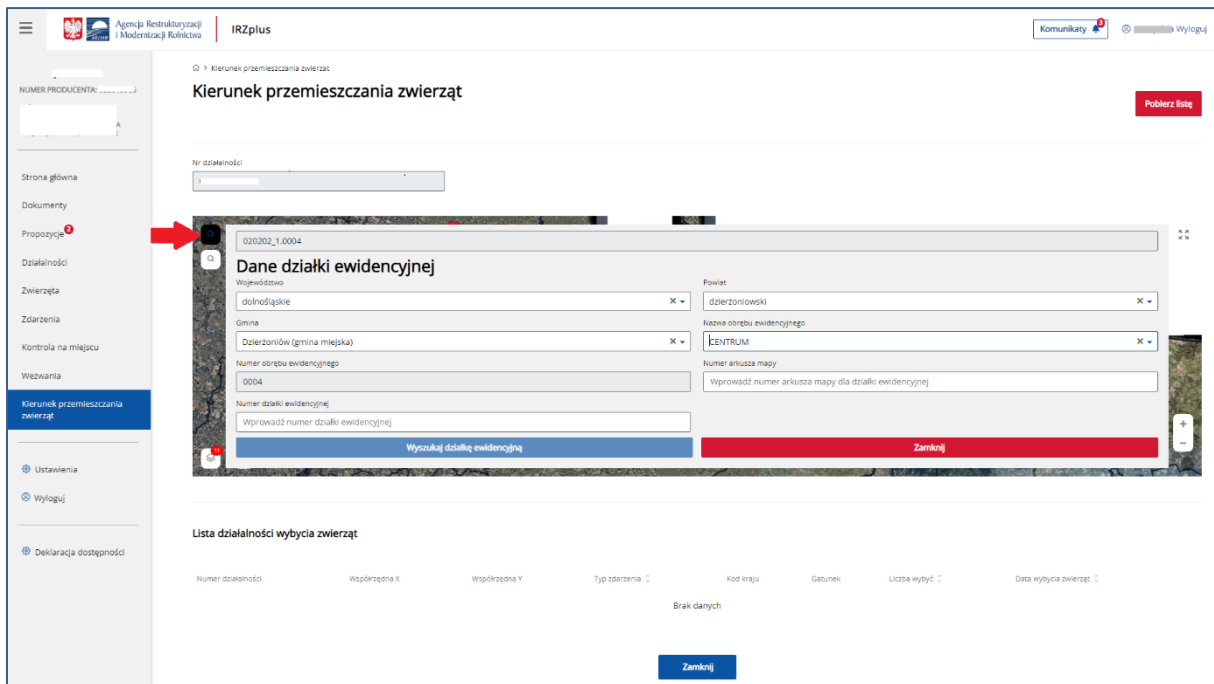 Agencja Restrukturyzacji
i Modernizacji Rolnictwa
IRZplus
Komunikaty 3
Wyloguj
NUMER PRODUCENTA:
Strona główna
Dokumenty
Propozycje 2
Działalności
Zwierzęta
Zdarzenia
Kontrola na miejscu
Wezwania
Kierunek przemieszczania
zwierząt
Ustawienia
Wyloguj
Deklaracja dostępności
Kierunek przemieszczania zwierząt
Kierunek przemieszczania zwierząt
Pobierz listę
Nr działalności
020202_1.0004
Dane działki ewidencyjnej
Województwo Powiat
dolnośląskie dzierżoniowski
Gmina Nazwa obrębu ewidencyjnego
Dzierżoniów (gmina miejska) CENTRUM
Numer obrębu ewidencyjnego Numer arkusza mapy
0004 Wprowadź numer arkusza mapy dla działki ewidencyjnej
Numer działki ewidencyjnej
Wprowadź numer działki ewidencyjnej
Wyszukaj działkę ewidencyjną Zamknij
11
+
−
Lista działalności wybycia zwierząt
Numer działalności Współrzędna X Współrzędna Y Typ zdarzenia Kod kraju Gatunek Liczba wybyć Data wybycia zwierząt
Brak danych
Zamknij